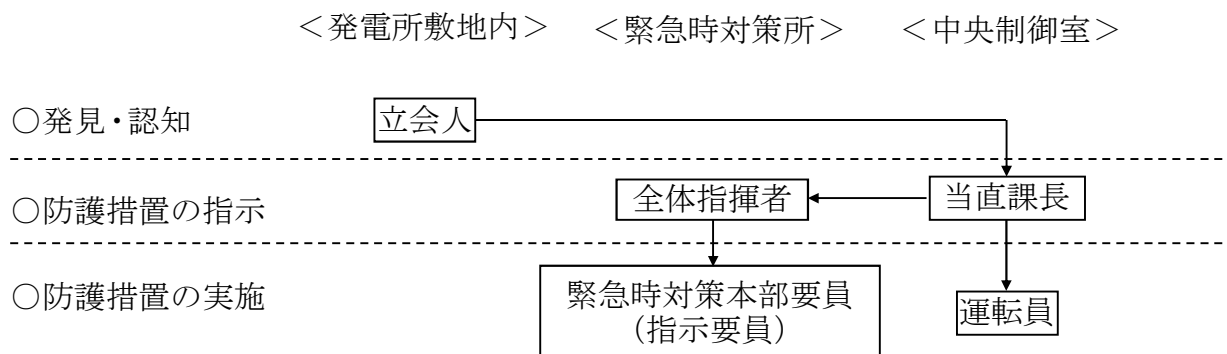 ＜発電所敷地内＞ ＜緊急時対策所＞ ＜中央制御室＞
○発見・認知 立会人
○防護措置の指示 全体指揮者 当直課長
○防護措置の実施 緊急時対策本部要員
（指示要員） 運転員